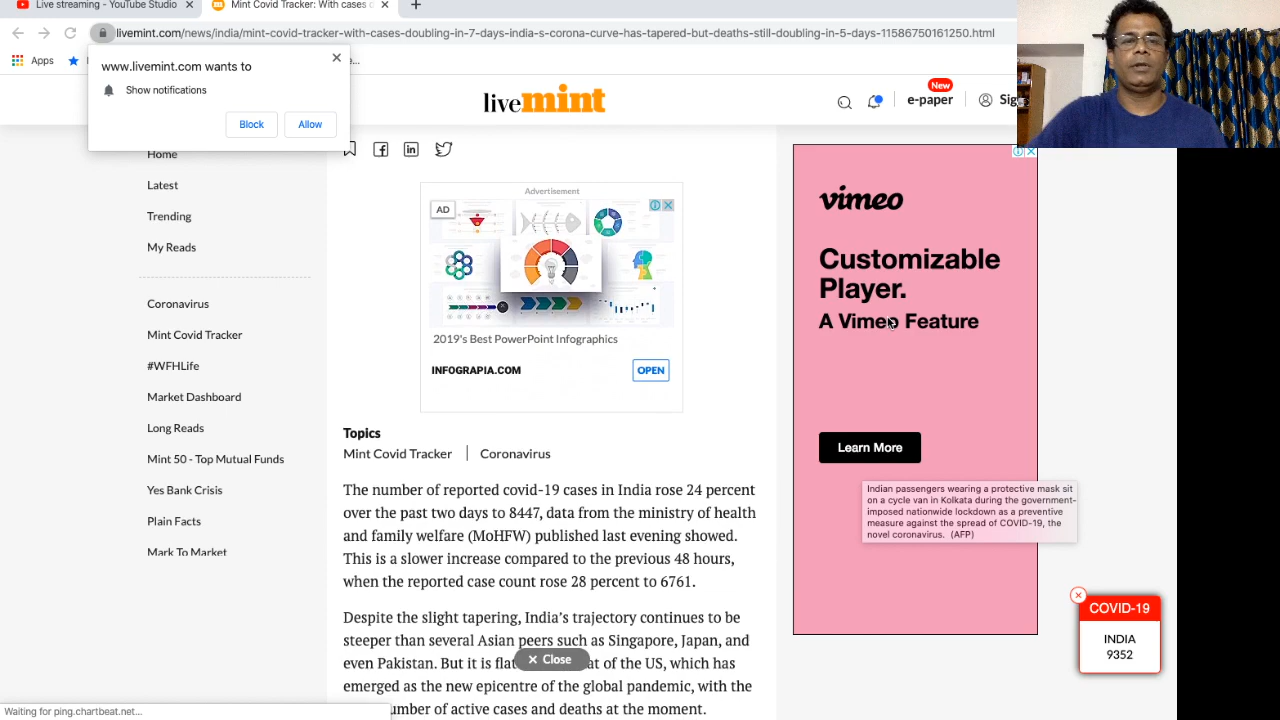 Live streaming - YouTube Studio
Mint Covid Tracker: With cases d
livemint.com/news/india/mint-covid-tracker-with-cases-doubling-in-7-days-india-s-corona-curve-has-tapered-but-deaths-still-doubling-in-5-days-11586750161250.html
Apps
www.livemint.com wants to
Show notifications
Block
Allow
livemint
New
e-paper
Sig
Home
Latest
Trending
My Reads
Coronavirus
Mint Covid Tracker
#WFHLife
Market Dashboard
Long Reads
Mint 50 - Top Mutual Funds
Yes Bank Crisis
Plain Facts
Mark To Market
Advertisement
AD
2019's Best PowerPoint Infographics
INFOGRAPIA.COM
OPEN
Topics
Mint Covid Tracker
Coronavirus
The number of reported covid-19 cases in India rose 24 percent
over the past two days to 8447, data from the ministry of health
and family welfare (MoHFW) published last evening showed.
This is a slower increase compared to the previous 48 hours,
when the reported case count rose 28 percent to 6761.
Despite the slight tapering, India's trajectory continues to be
steeper than several Asian peers such as Singapore, Japan, and
even Pakistan. But it is flat at of the US, which has
emerged as the new epicentre of the global pandemic, with the
umber of active cases and deaths at the moment.
Close
vimeo
Customizable
Player.
A Vimeo Feature
Learn More
Indian passengers wearing a protective mask sit
on a cycle van in Kolkata during the government-
imposed nationwide lockdown as a preventive
measure against the spread of COVID-19, the
novel coronavirus. (AFP)
COVID-19
INDIA
9352
Waiting for ping.chartbeat.net...